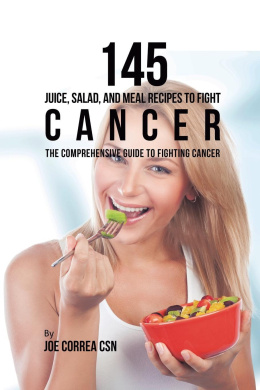 145
JUICE, SALAD, AND MEAL RECIPES TO FIGHT
CANCER
THE COMPREHENSIVE GUIDE TO FIGHTING CANCER
By
JOE CORREA CSN